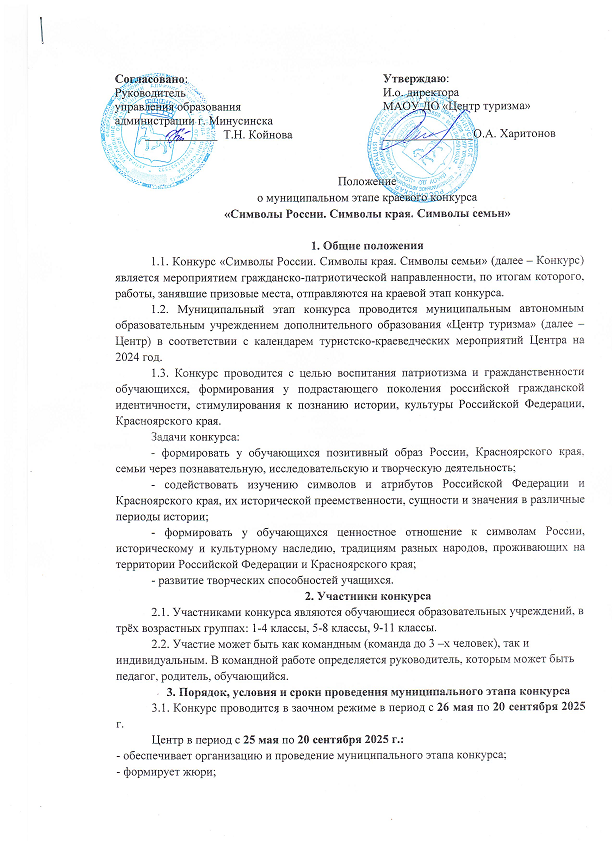 Согласовано:
Руководитель
управления образования
администрации г. Минусинска
Т.Н. Койнова
Утверждаю:
И.о. директора
МАОУ ДО «Центр туризма»
О.А. Харитонов
Положение
о муниципальном этапе краевого конкурса
«Символы России. Символы края. Символы семьи»
1. Общие положения
1.1. Конкурс «Символы России. Символы края. Символы семьи» (далее – Конкурс)
является мероприятием гражданско-патриотической направленности, по итогам которого,
работы, занявшие призовые места, отправляются на краевой этап конкурса.
1.2. Муниципальный этап конкурса проводится муниципальным автономным
образовательным учреждением дополнительного образования «Центр туризма» (далее –
Центр) в соответствии с календарем туристско-краеведческих мероприятий Центра на
2024 год.
1.3. Конкурс проводится с целью воспитания патриотизма и гражданственности
обучающихся, формирования у подрастающего поколения российской гражданской
идентичности, стимулирования к познанию истории, культуры Российской Федерации,
Красноярского края.
Задачи конкурса:
- формировать у обучающихся позитивный образ России, Красноярского края,
семьи через познавательную, исследовательскую и творческую деятельность;
- содействовать изучению символов и атрибутов Российской Федерации и
Красноярского края, их исторической преемственности, сущности и значения в различные
периоды истории;
- формировать у обучающихся ценностное отношение к символам России,
историческому и культурному наследию, традициям разных народов, проживающих на
территории Российской Федерации и Красноярского края;
- развитие творческих способностей учащихся.
2. Участники конкурса
2.1. Участниками конкурса являются обучающиеся образовательных учреждений, в
трёх возрастных группах: 1-4 классы, 5-8 классы, 9-11 классы.
2.2. Участие может быть как командным (команда до 3 –х человек), так и
индивидуальным. В командной работе определяется руководитель, которым может быть
педагог, родитель, обучающийся.
3. Порядок, условия и сроки проведения муниципального этапа конкурса
3.1. Конкурс проводится в заочном режиме в период с 26 мая по 20 сентября 2025
г.
Центр в период с 25 мая по 20 сентября 2025 г.:
- обеспечивает организацию и проведение муниципального этапа конкурса;
- формирует жюри;